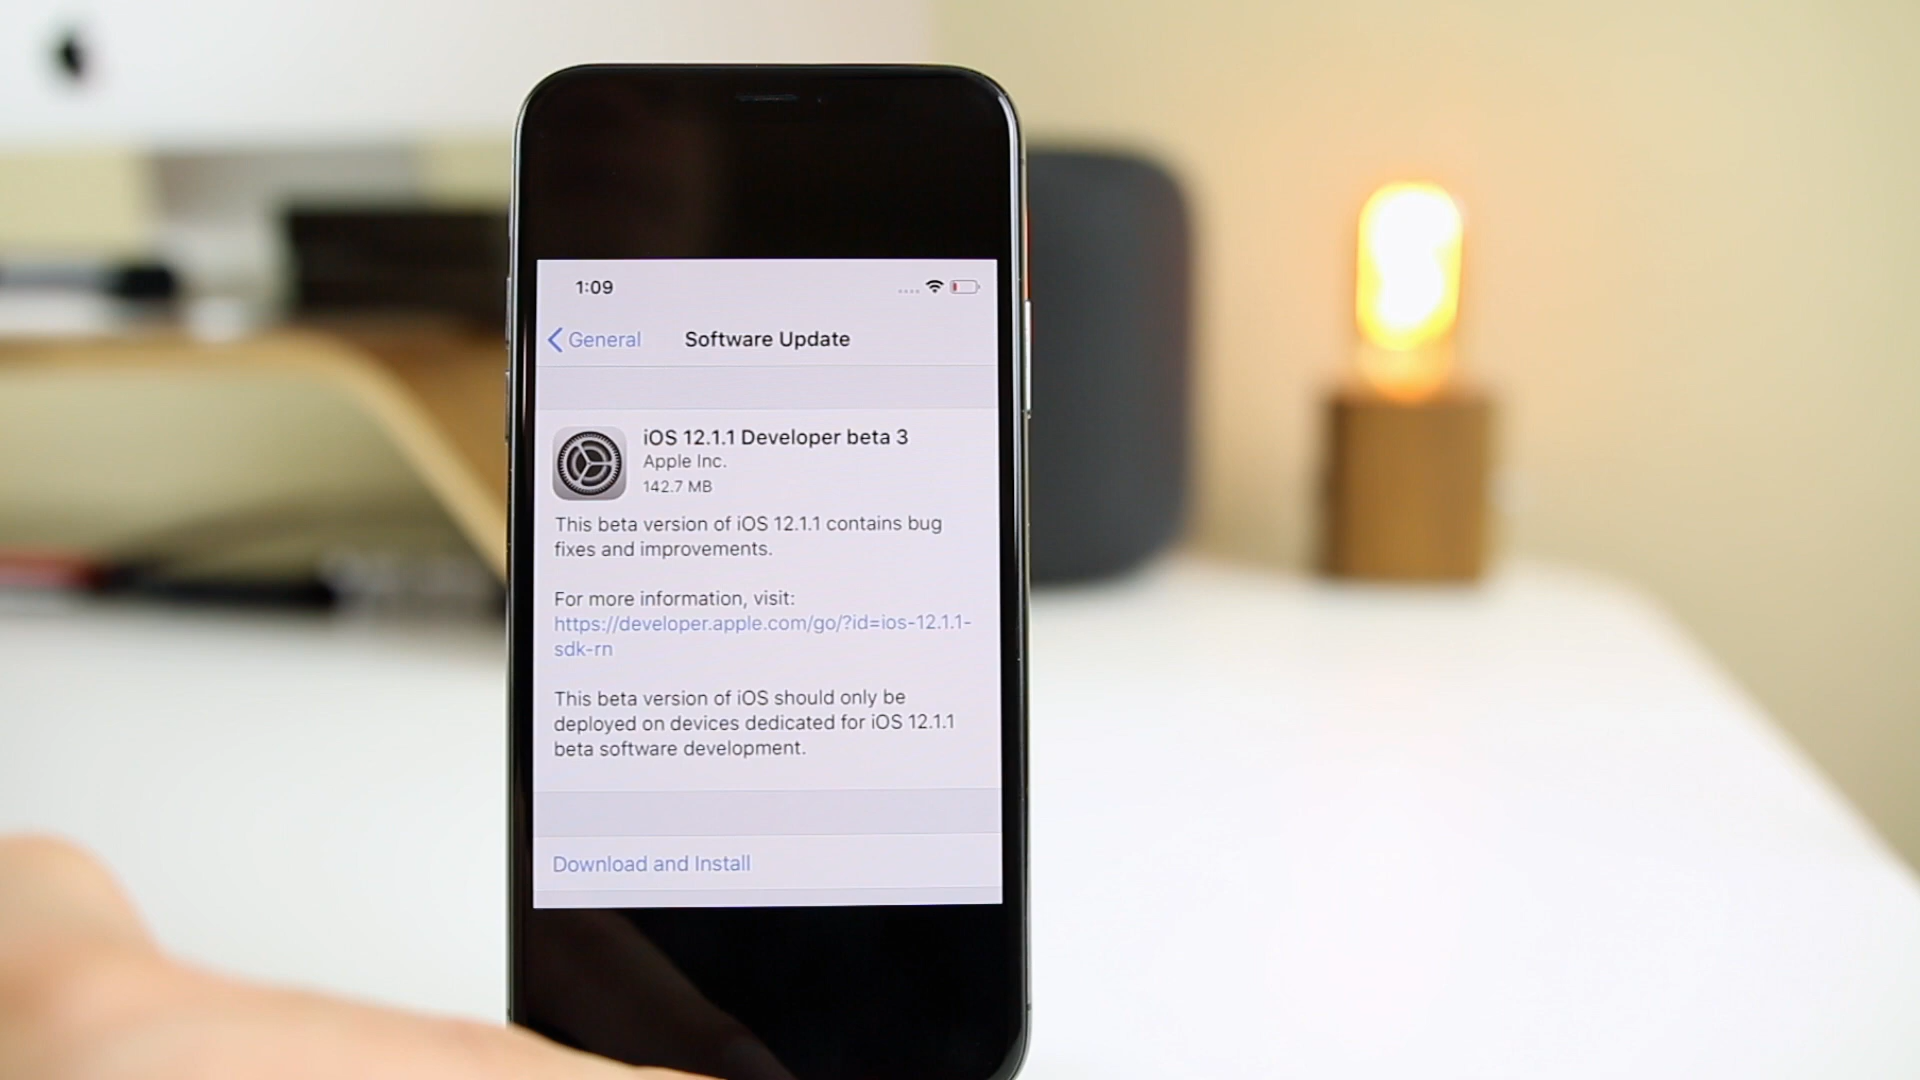 1:09
General
Software Update
iOS 12.1.1 Developer beta 3
Apple Inc.
142.7 MB
This beta version of iOS 12.1.1 contains bug
fixes and improvements.
For more information, visit:
https://developer.apple.com/go/?id=ios-12.1.1-
sdk-rn
This beta version of iOS should only be
deployed on devices dedicated for iOS 12.1.1
beta software development.
Download and Install